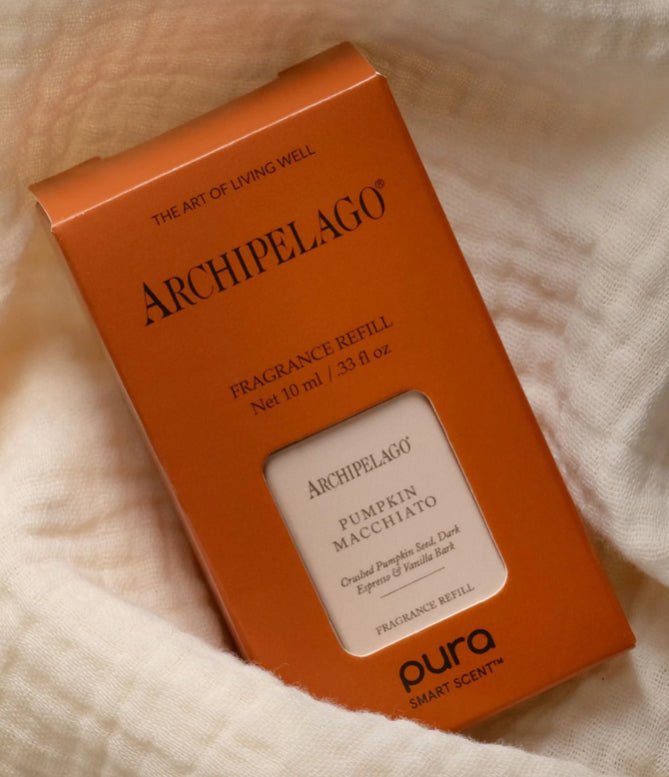 THE ART OF LIVING WELL
ARCHIPELAGO®
FRAGRANCE REFILL
Net 10 ml / .33 fl oz
ARCHIPELAGO®
PUMPKIN
MACCHIATO
Crushed Pumpkin Seed, Dark
Espresso & Vanilla Bark
FRAGRANCE REFILL
pura
SMART SCENT™